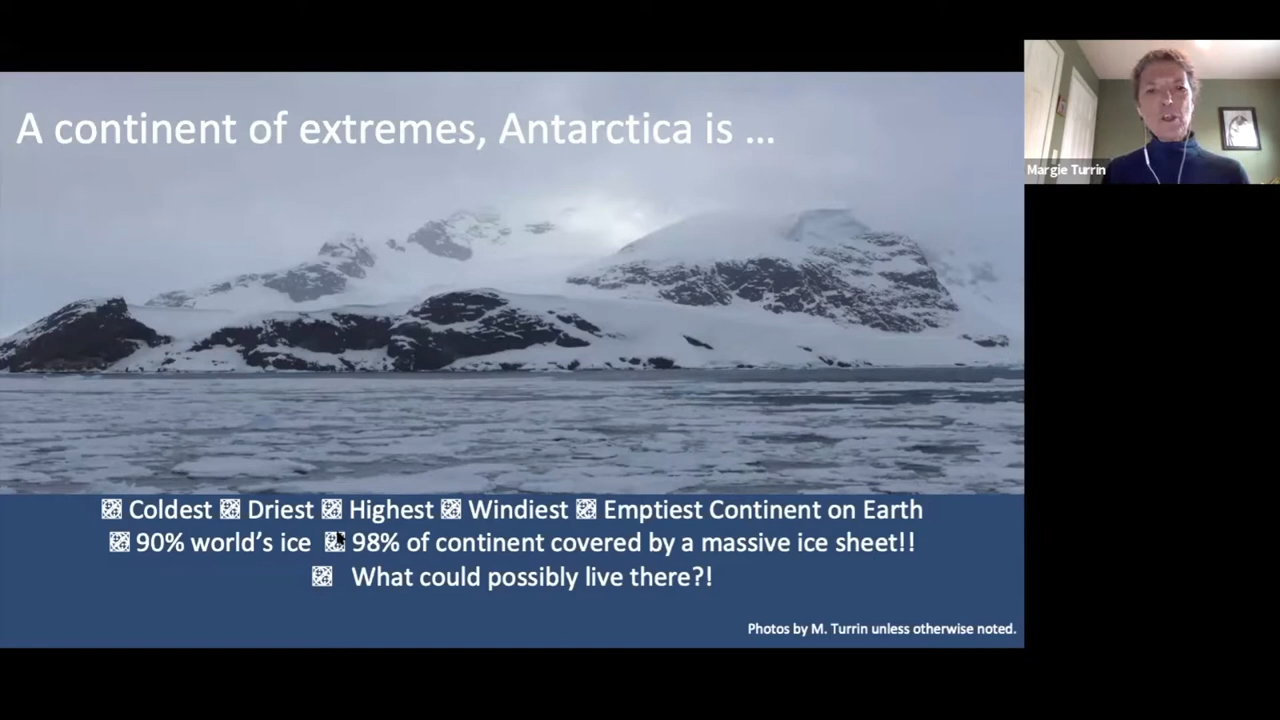 A continent of extremes, Antarctica is ...
Margie Turrin
Coldest Driest Highest Windiest Emptiest Continent on Earth
90% world's ice 98% of continent covered by a massive ice sheet!!
What could possibly live there?!
Photos by M. Turrin unless otherwise noted.